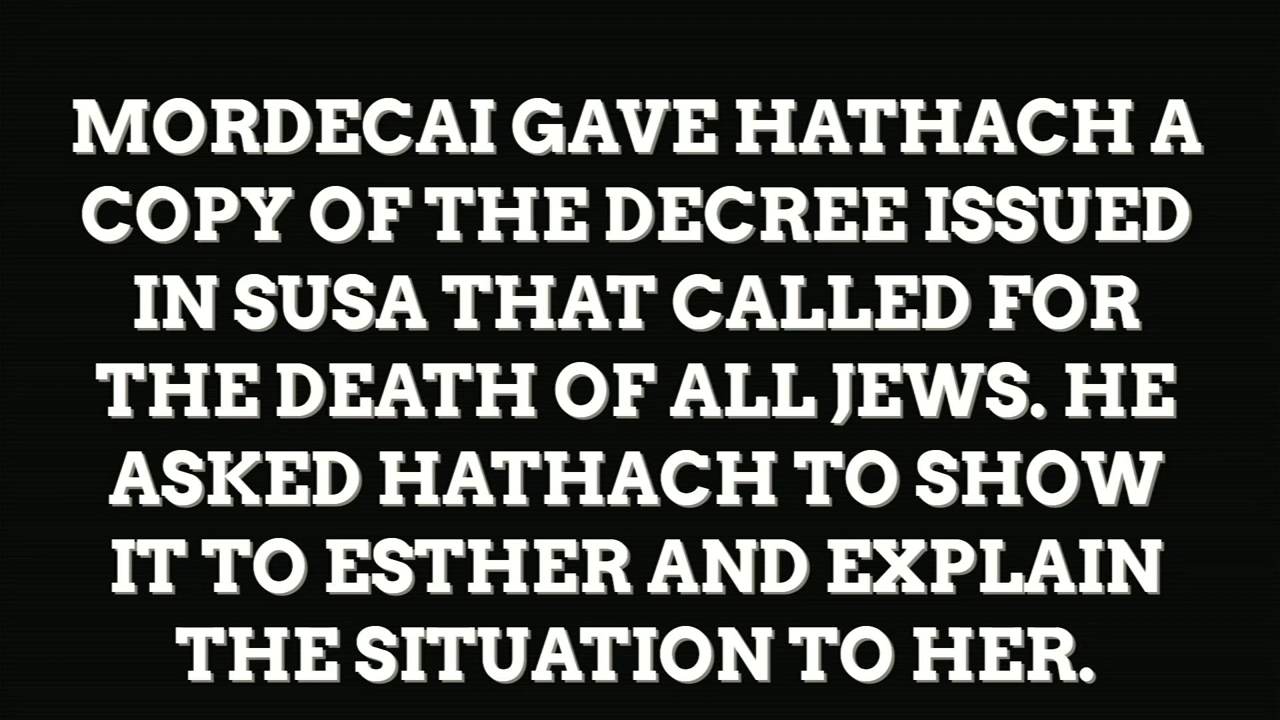 MORDECAI GAVE HATHACH A
COPY OF THE DECREE ISSUED
IN SUSA THAT CALLED FOR
THE DEATH OF ALL JEWS. HE
ASKED HATHACH TO SHOW
IT TO ESTHER AND EXPLAIN
THE SITUATION TO HER.